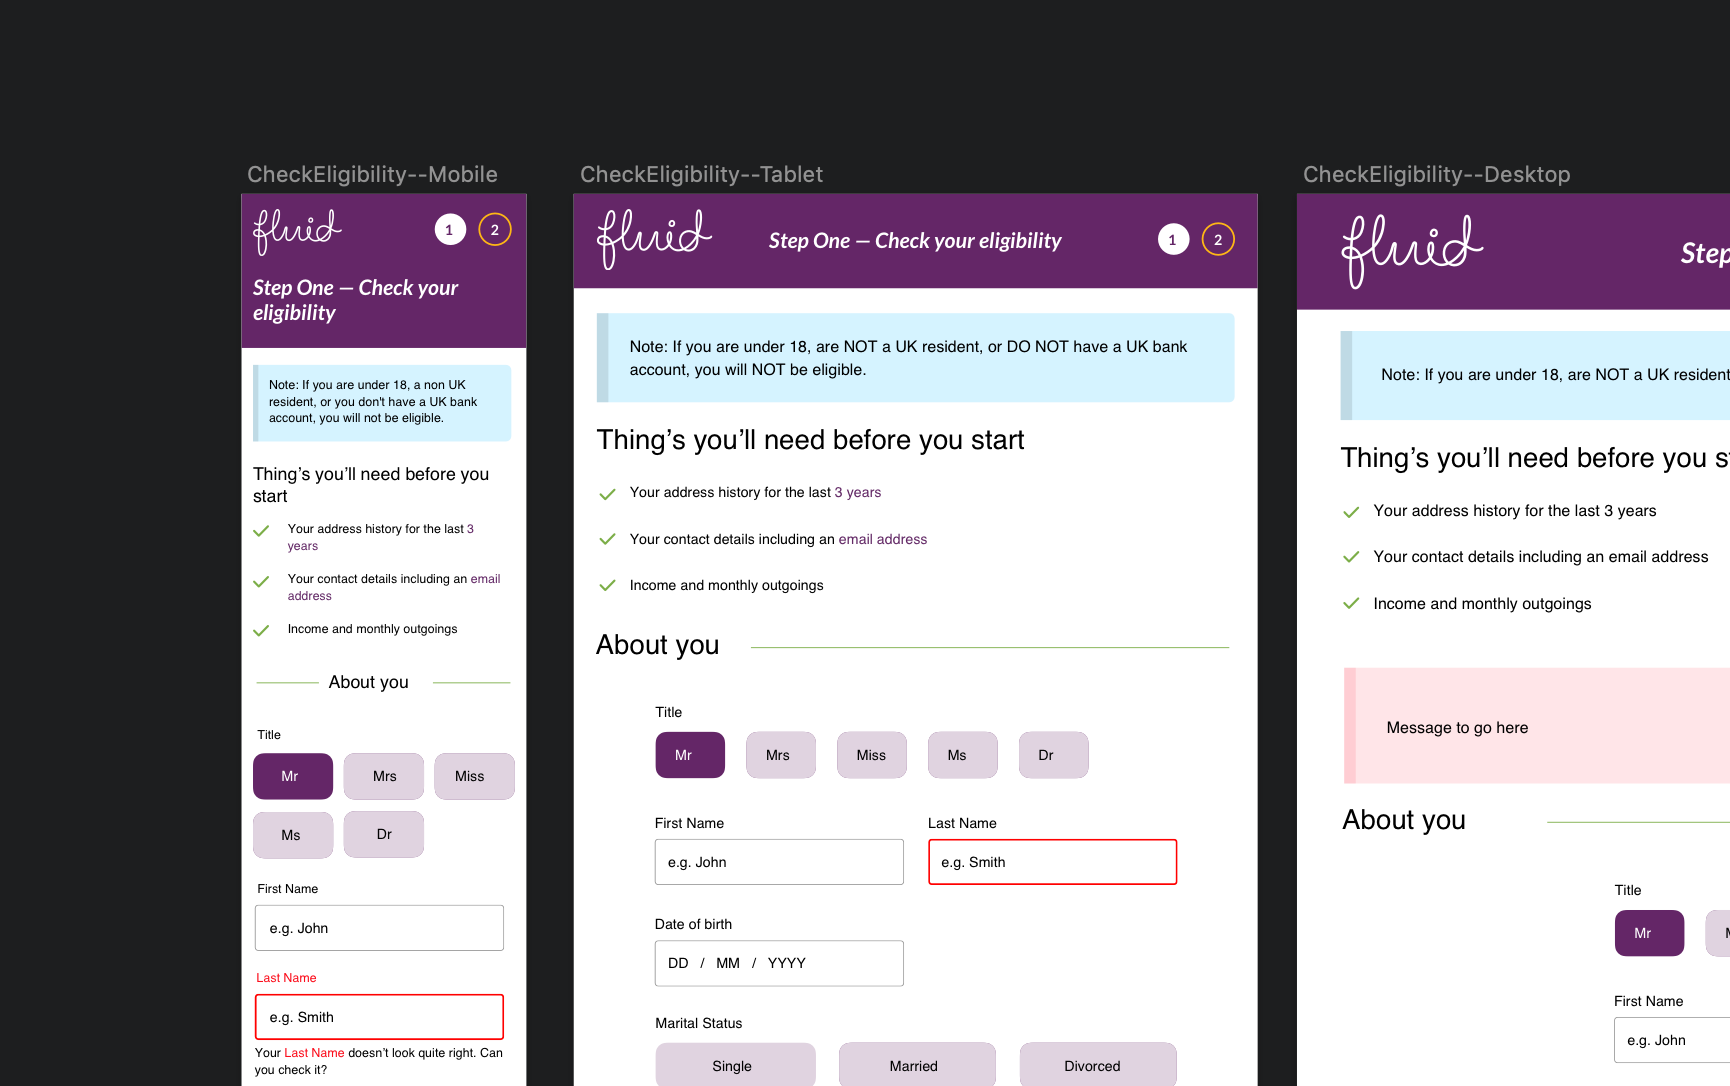 CheckEligibility--Mobile
fluid
1
2
Step One — Check your
eligibility
Note: If you are under 18, a non UK
resident, or you don't have a UK bank
account, you will not be eligible.
Thing’s you’ll need before you
start
Your address history for the last 3
years
Your contact details including an email
address
Income and monthly outgoings
About you
Title
Mr
Mrs
Miss
Ms
Dr
First Name
e.g. John
Last Name
e.g. Smith
Your Last Name doesn’t look quite right. Can
you check it?
CheckEligibility--Tablet
fluid
Step One — Check your eligibility
1
2
Note: If you are under 18, are NOT a UK resident, or DO NOT have a UK bank
account, you will NOT be eligible.
Thing’s you’ll need before you start
Your address history for the last 3 years
Your contact details including an email address
Income and monthly outgoings
About you
Title
Mr
Mrs
Miss
Ms
Dr
First Name
Last Name
e.g. John
e.g. Smith
Date of birth
DD / MM / YYYY
Marital Status
Single
Married
Divorced
CheckEligibility--Desktop
fluid
Step
Note: If you are under 18, are NOT a UK resident
Thing’s you’ll need before you
Your address history for the last 3 years
Your contact details including an email address
Income and monthly outgoings
Message to go here
About you
Title
Mr
First Name
e.g. John